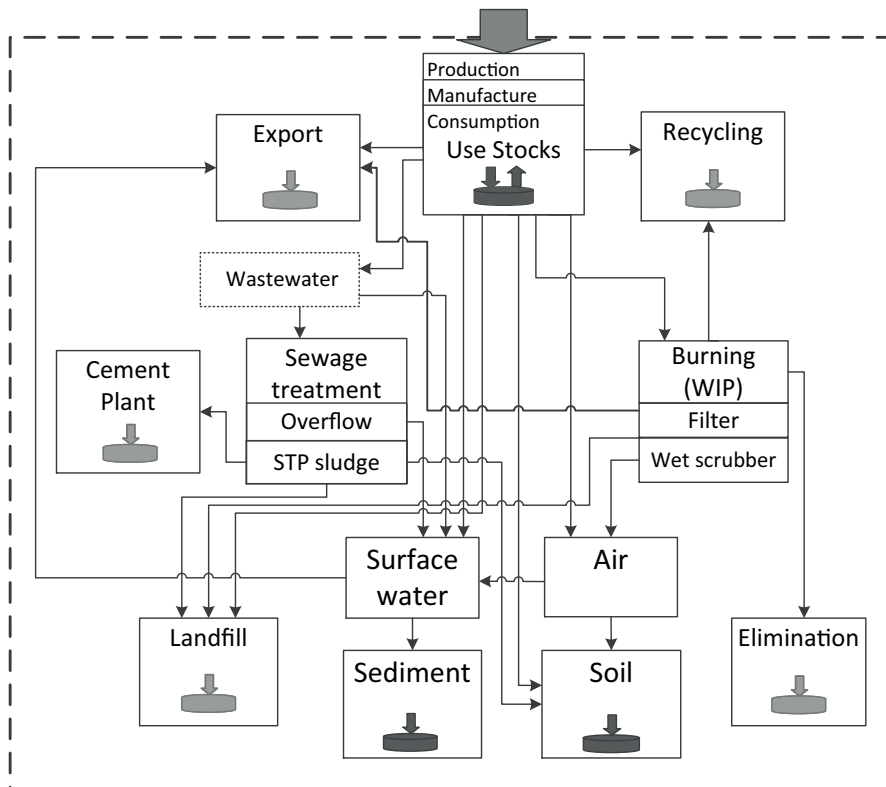 Production
Manufacture
Consumption
Use Stocks
Export
Recycling
Wastewater
Sewage
treatment
Overflow
STP sludge
Cement
Plant
Burning
(WIP)
Filter
Wet scrubber
Surface
water
Air
Landfill
Sediment
Soil
Elimination